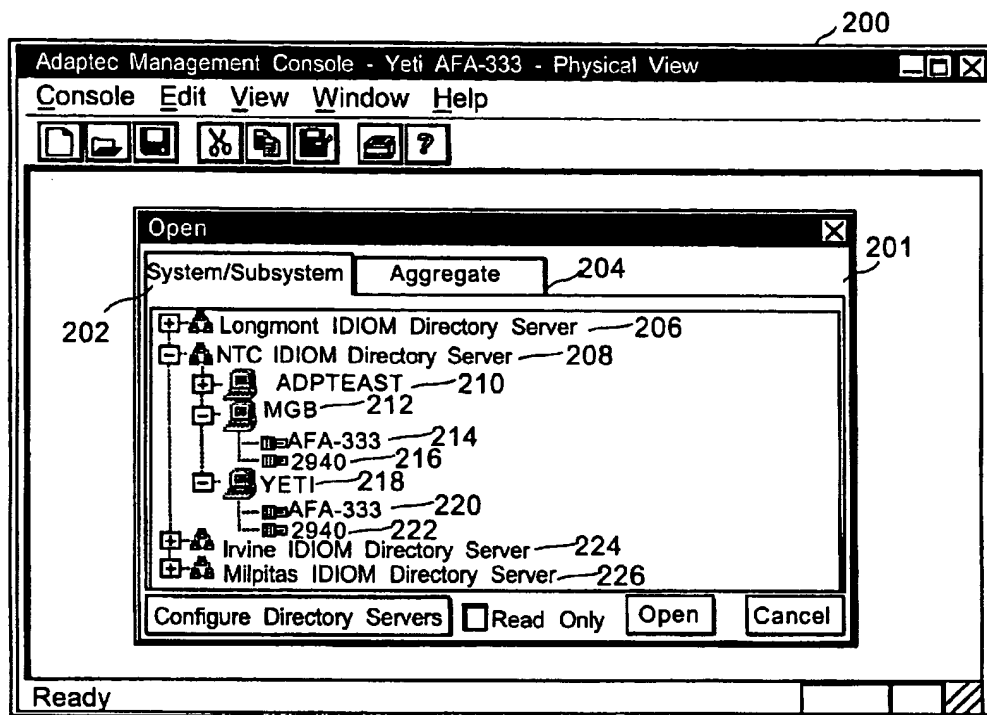 200
Adaptec Management Console - Yeti AFA-333 - Physical View
Console Edit View Window Help
?
Open
201
System/Subsystem Aggregate 204
202
Longmont IDIOM Directory Server 206
NTC IDIOM Directory Server 208
ADPTEAST 210
MGB 212
AFA-333 214
2940 216
YETI 218
AFA-333 220
2940 222
Irvine IDIOM Directory Server 224
Milpitas IDIOM Directory Server 226
Configure Directory Servers Read Only Open Cancel
Ready